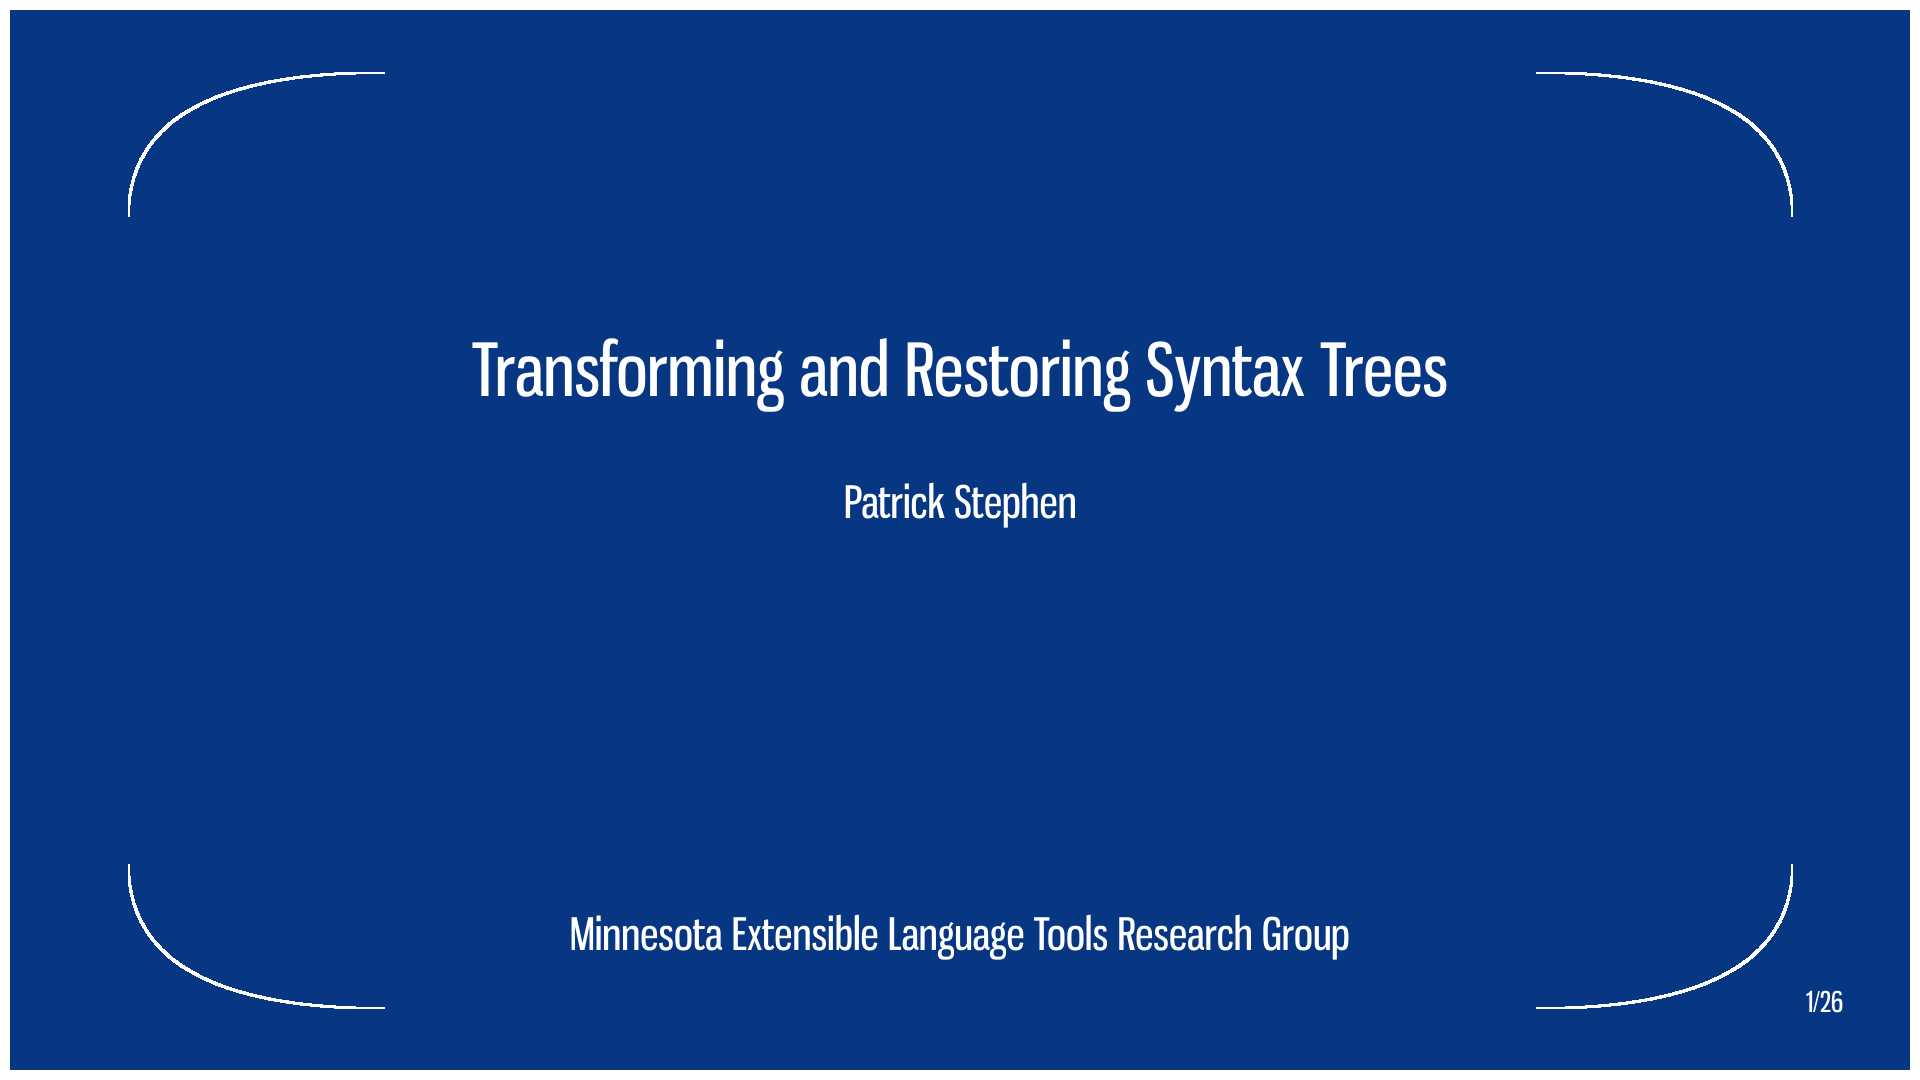 Transforming and Restoring Syntax Trees
Patrick Stephen
Minnesota Extensible Language Tools Research Group
1/26